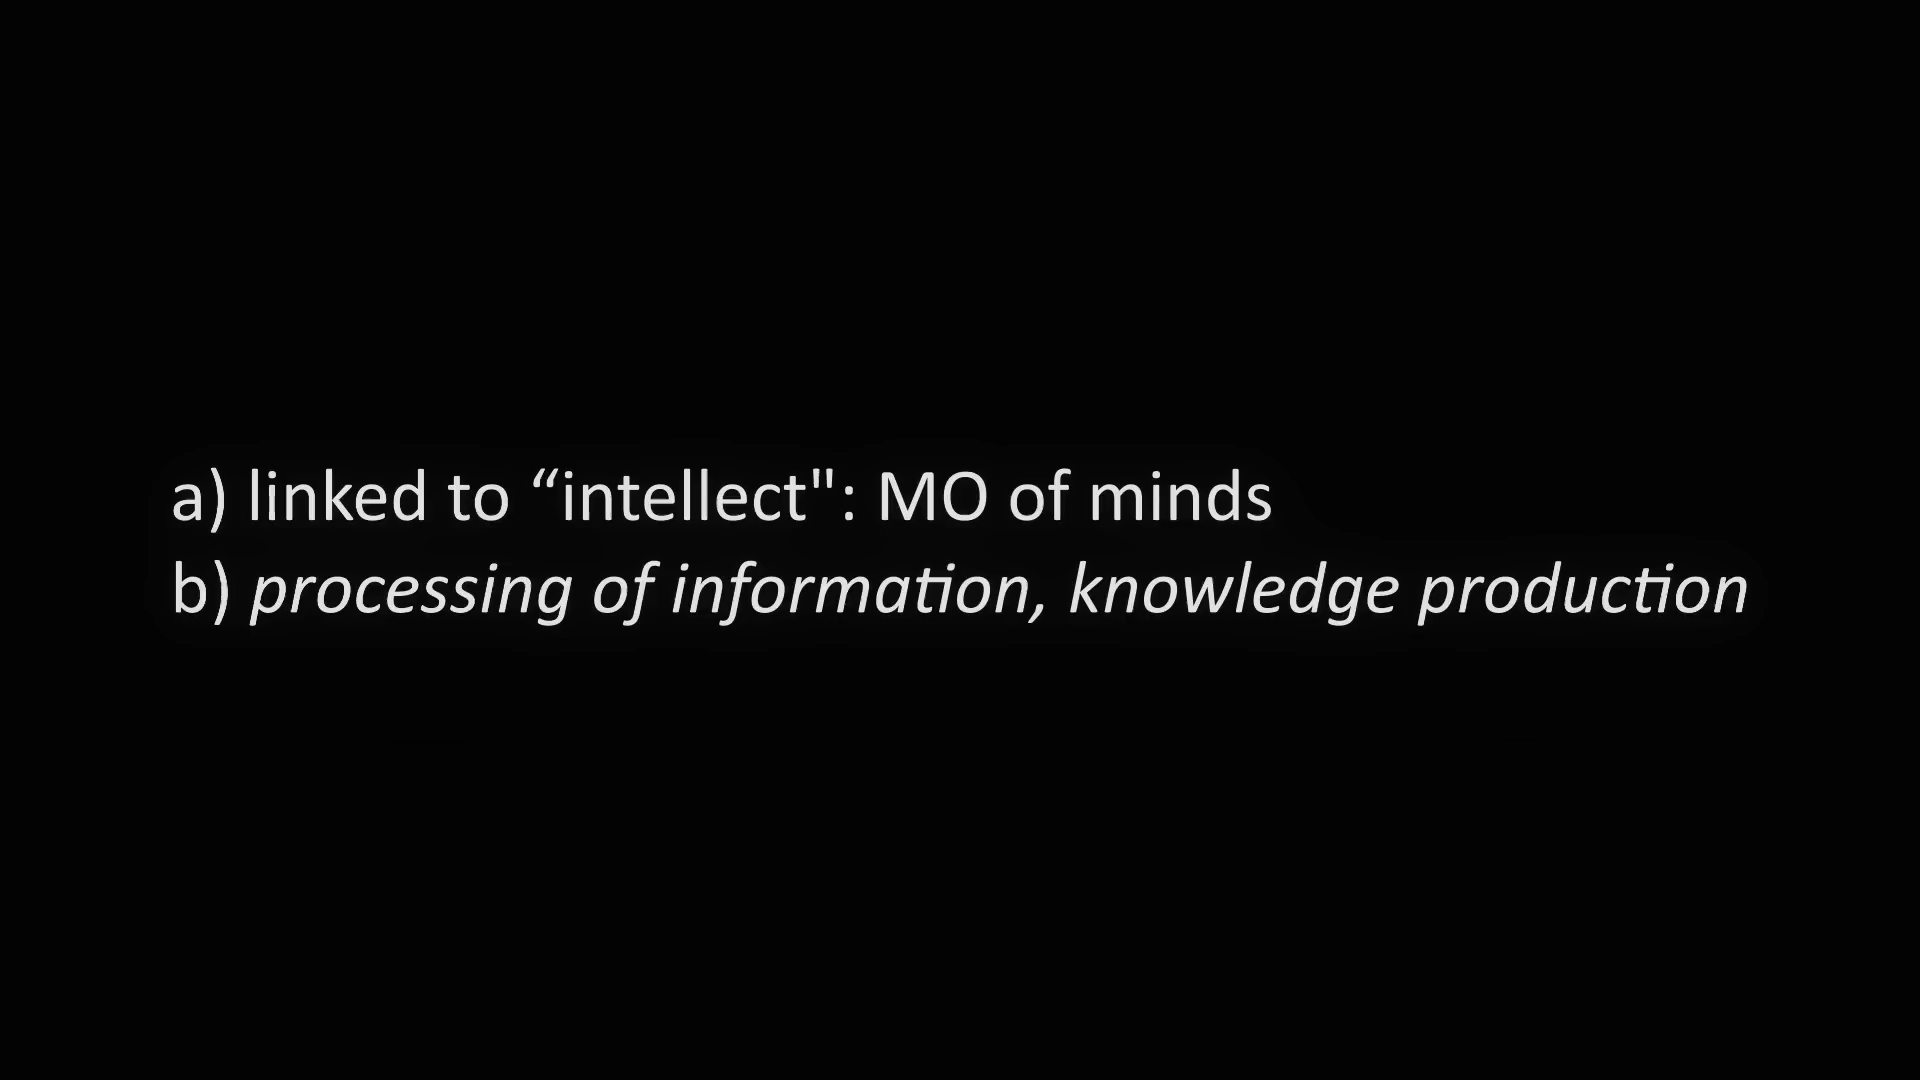 a) linked to “intellect": MO of minds
b) processing of information, knowledge production